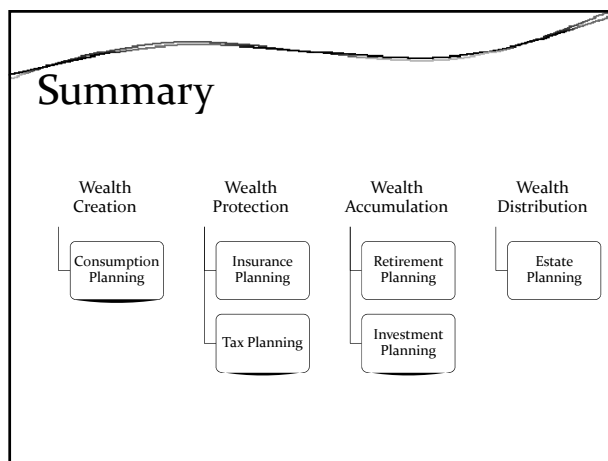 Summary
Wealth
Creation
Consumption
Planning
Wealth
Protection
Insurance
Planning
Tax Planning
Wealth
Accumulation
Retirement
Planning
Investment
Planning
Wealth
Distribution
Estate
Planning